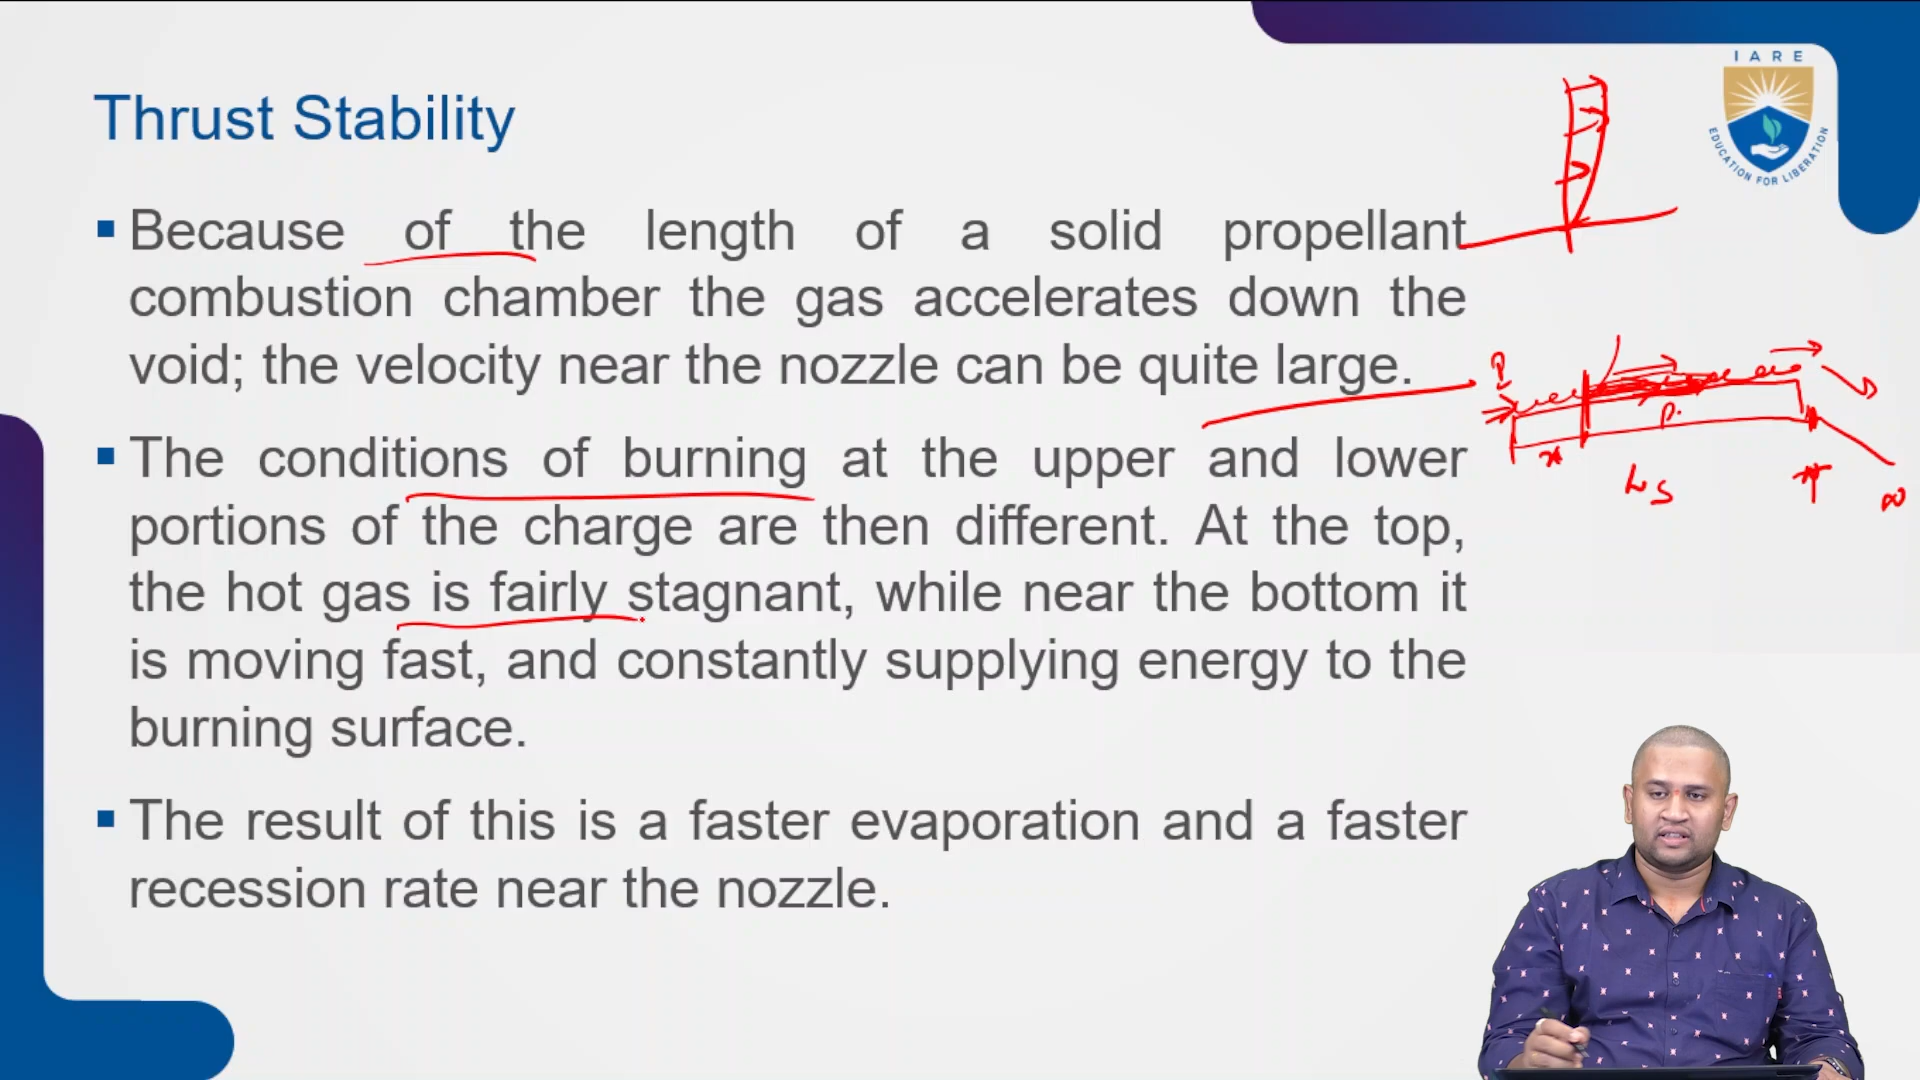 IARE
EDUCATION FOR LIBERATION
Thrust Stability
Because of the length of a solid propellant
combustion chamber the gas accelerates down the
void; the velocity near the nozzle can be quite large.
The conditions of burning at the upper and lower
portions of the charge are then different. At the top,
the hot gas is fairly stagnant, while near the bottom it
is moving fast, and constantly supplying energy to the
burning surface.
The result of this is a faster evaporation and a faster
recession rate near the nozzle.